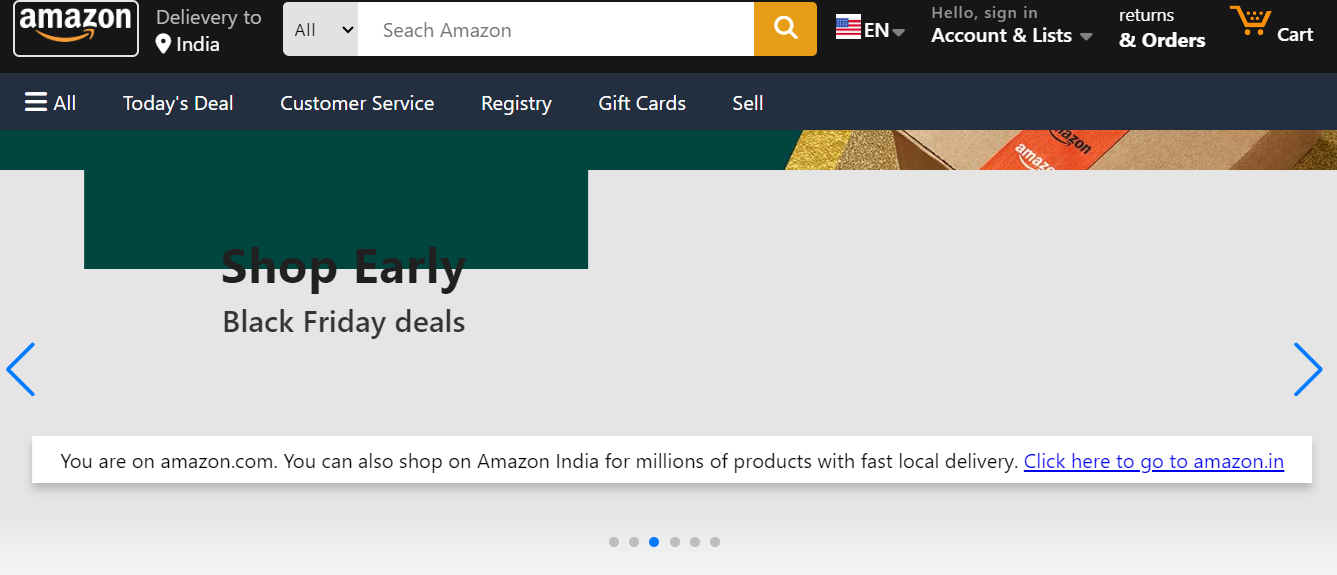 amazon
Delievery to
India
All
Seach Amazon
EN
Hello, sign in
Account & Lists
returns
& Orders
Cart
All
Today's Deal
Customer Service
Registry
Gift Cards
Sell
amazon
Shop Early
Black Friday deals
You are on amazon.com. You can also shop on Amazon India for millions of products with fast local delivery. Click here to go to amazon.in